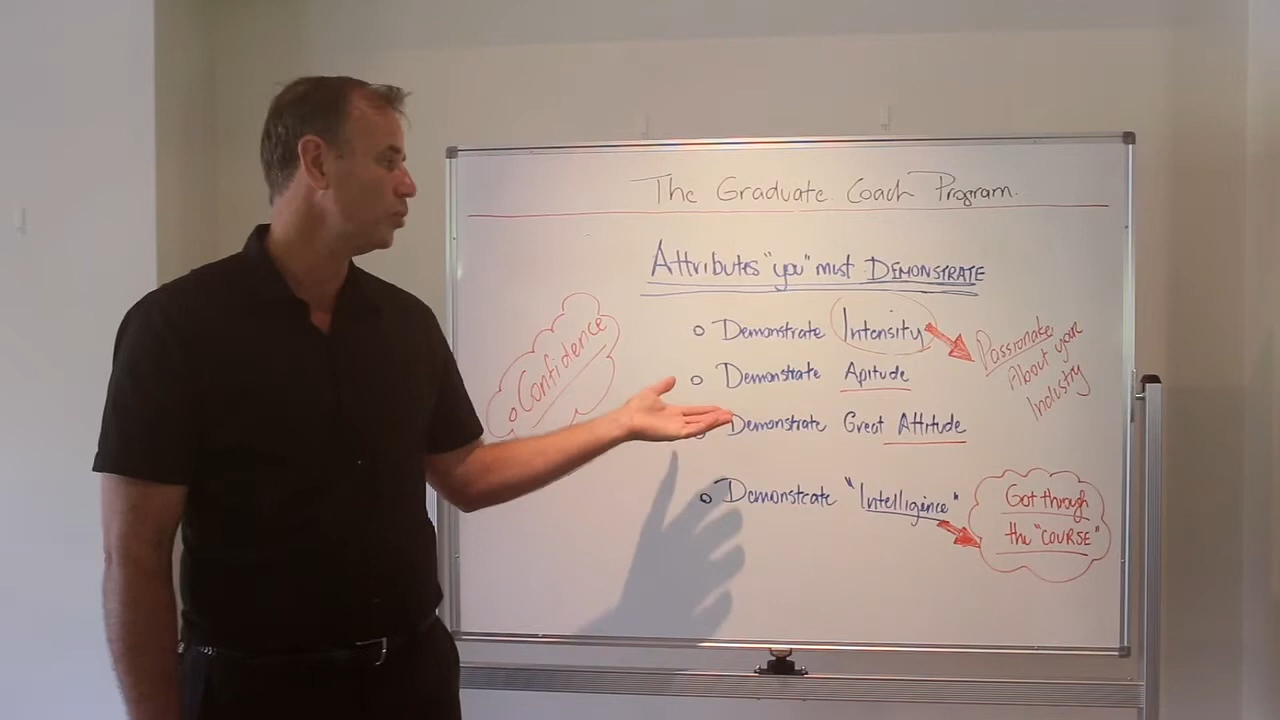 The Graduate Coach Program.
Attributes "you" must DEMONSTRATE
o Confidence
o Demonstrate Intensity
Passionate
About your
Industry
o Demonstrate Apitude
o Demonstrate Great Attitude
o Demonstrate "Intelligence"
Got through
the "COURSE"